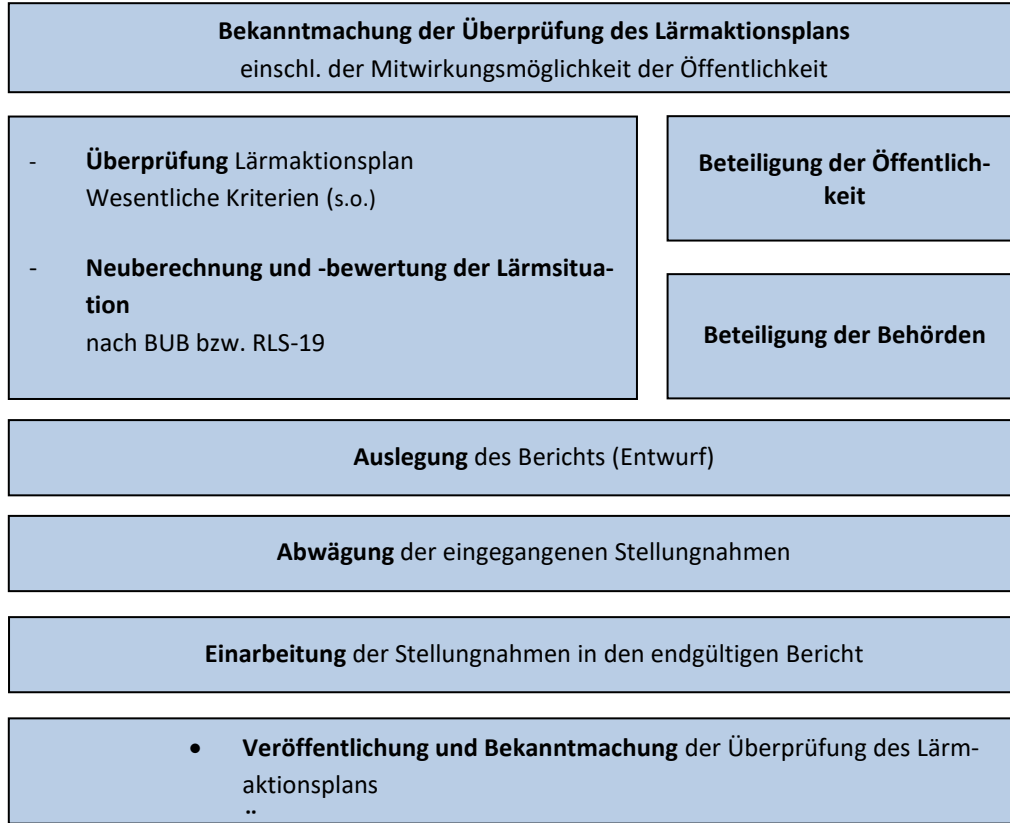 Bekanntmachung der Überprüfung des Lärmaktionsplans
einschl. der Mitwirkungsmöglichkeit der Öffentlichkeit
- Überprüfung Lärmaktionsplan
Wesentliche Kriterien (s.o.)
- Neuberechnung und -bewertung der Lärmsitua-
tion
nach BUB bzw. RLS-19
Beteiligung der Öffentlich-
keit
Beteiligung der Behörden
Auslegung des Berichts (Entwurf)
Abwägung der eingegangenen Stellungnahmen
Einarbeitung der Stellungnahmen in den endgültigen Bericht
• Veröffentlichung und Bekanntmachung der Überprüfung des Lärm-
aktionsplans